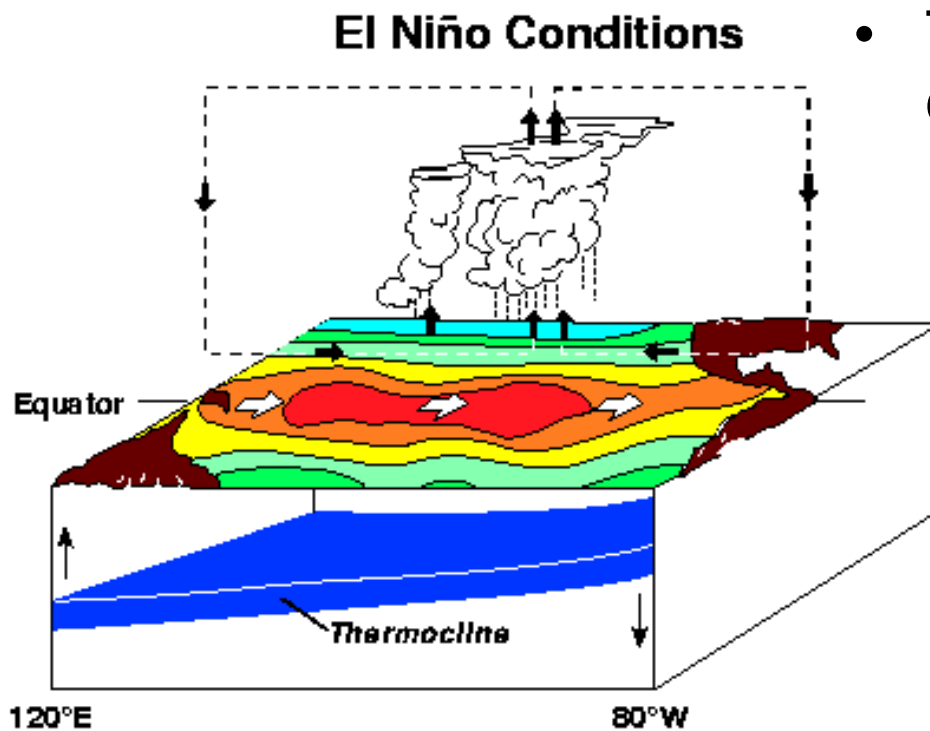 El Niño Conditions
•
Equator
Thermocline
120°E
80°W